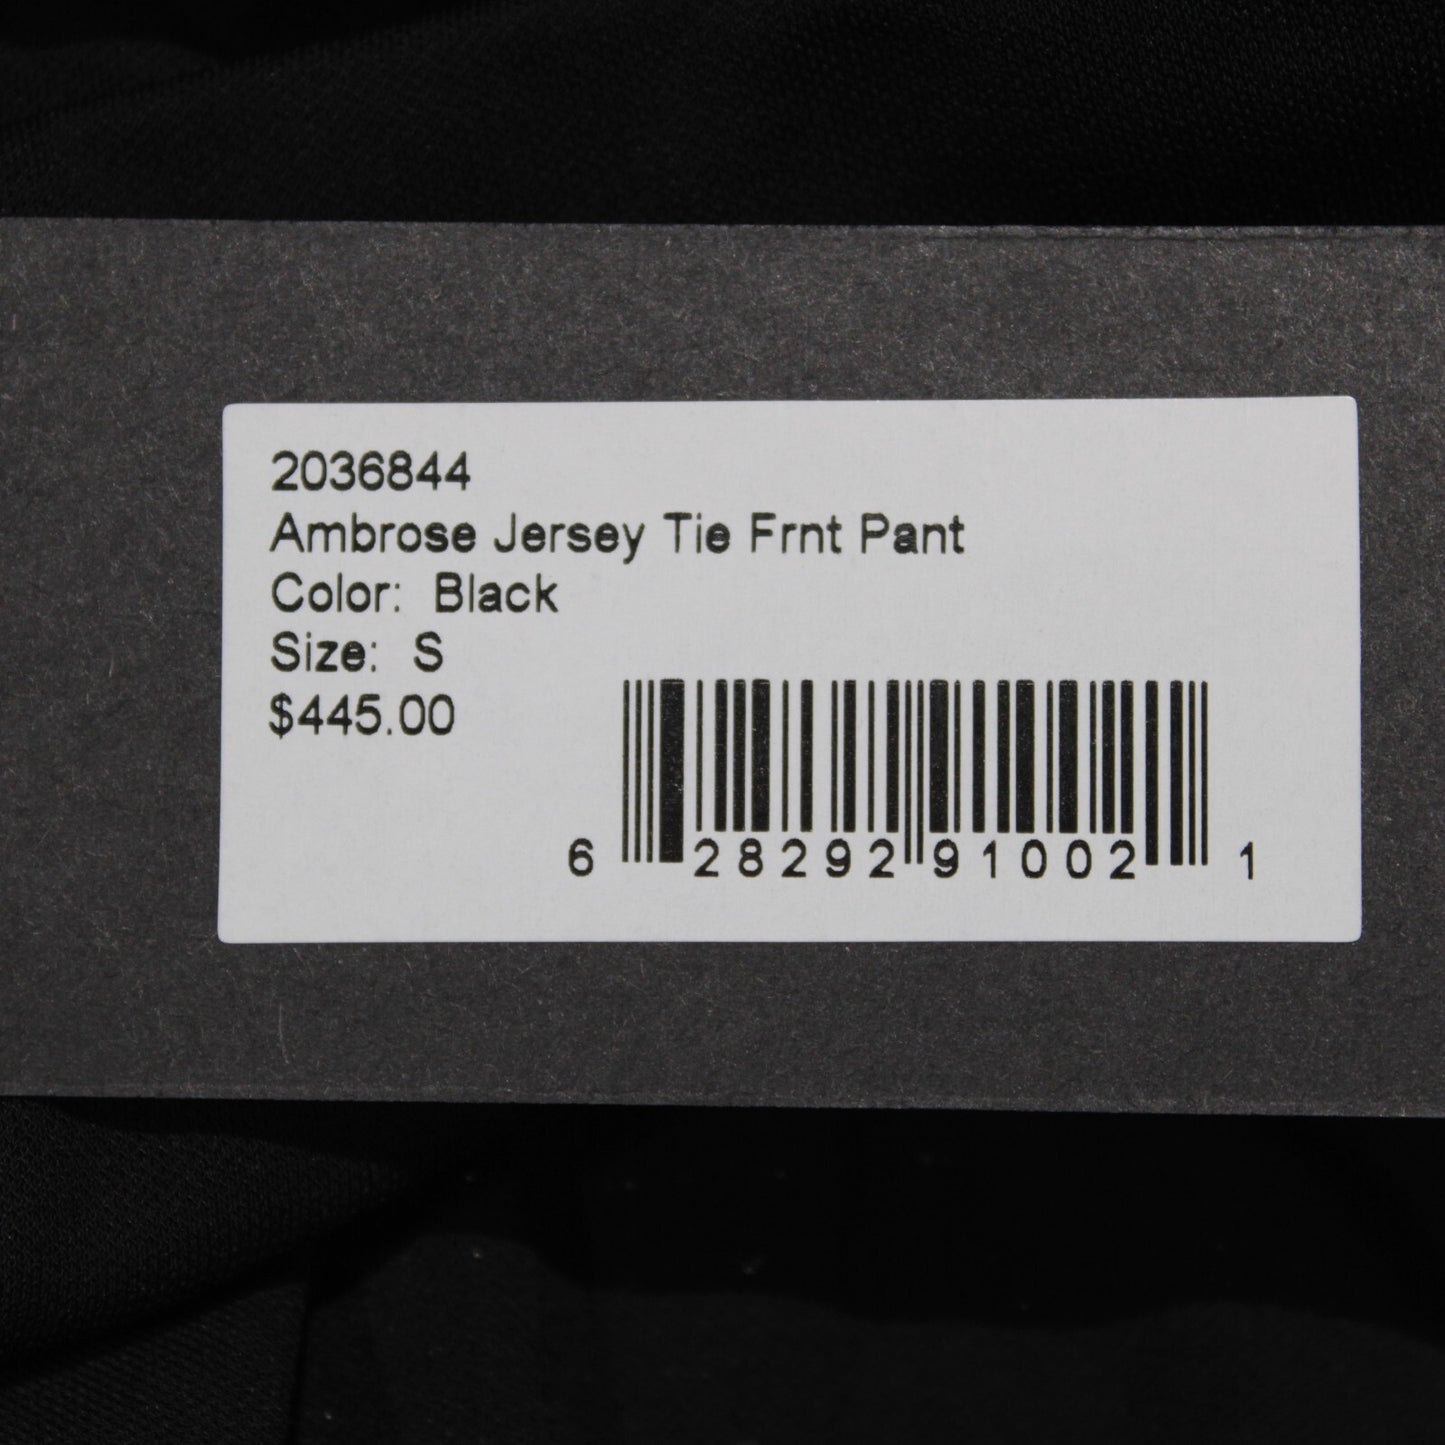 2036844
Ambrose Jersey Tie Frnt Pant
Color: Black
Size: S
$445.00
6 28292 91002 1